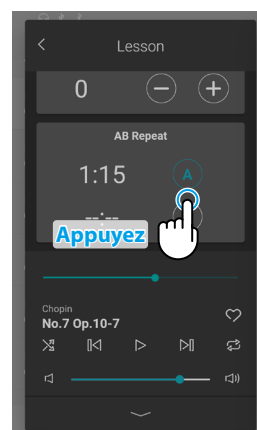 Lesson
0
AB Repeat
1:15 A
--:--
Appuyez
Chopin
No.7 Op.10-7